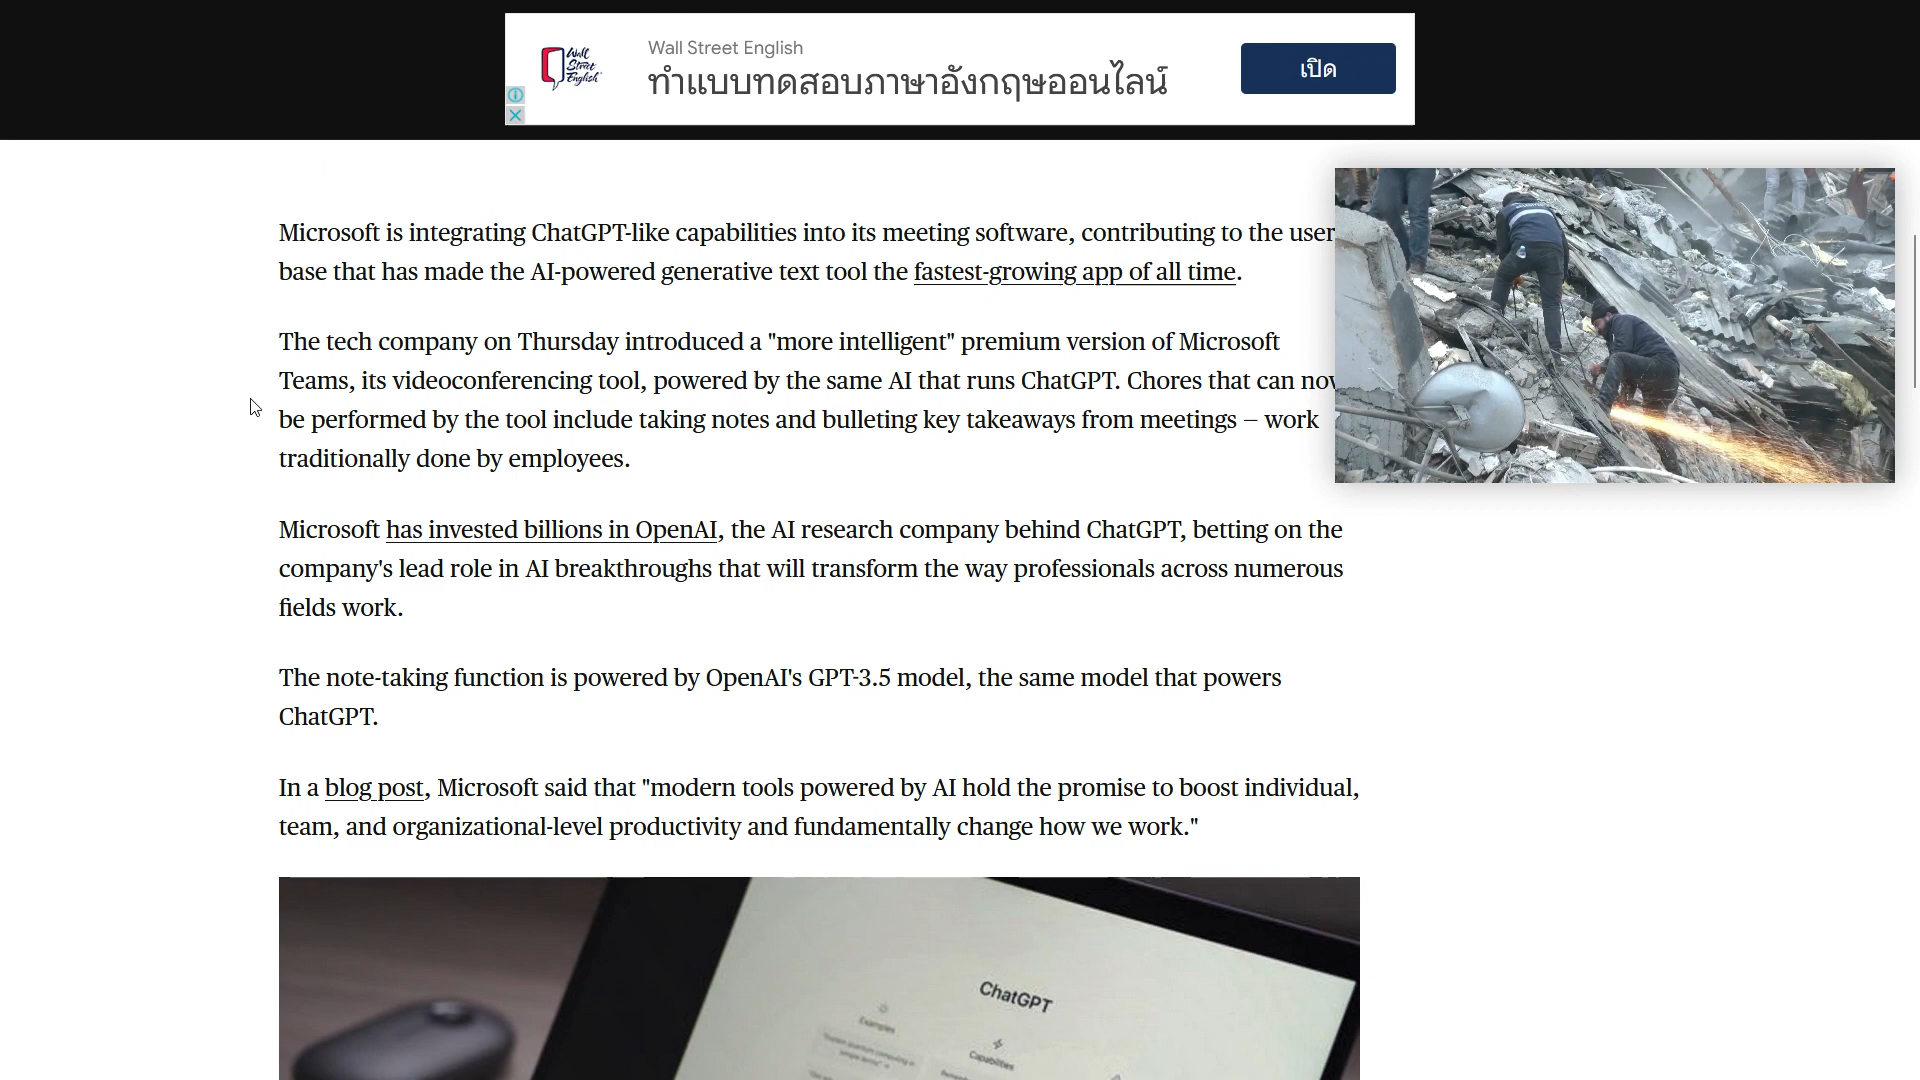 Wall Street English
Wall
Street
English
ทำแบบทดสอบภาษาอังกฤษออนไลน์
เปิด
Microsoft is integrating ChatGPT-like capabilities into its meeting software, contributing to the user
base that has made the AI-powered generative text tool the fastest-growing app of all time.
The tech company on Thursday introduced a "more intelligent" premium version of Microsoft
Teams, its videoconferencing tool, powered by the same AI that runs ChatGPT. Chores that can
be performed by the tool include taking notes and bulleting key takeaways from meetings – work
traditionally done by employees.
Microsoft has invested billions in OpenAI, the AI research company behind ChatGPT, betting on the
company's lead role in AI breakthroughs that will transform the way professionals across numerous
fields work.
The note-taking function is powered by OpenAI's GPT-3.5 model, the same model that powers
ChatGPT.
In a blog post, Microsoft said that "modern tools powered by AI hold the promise to boost individual,
team, and organizational-level productivity and fundamentally change how we work."
ChatGPT
Examples
Capabilities